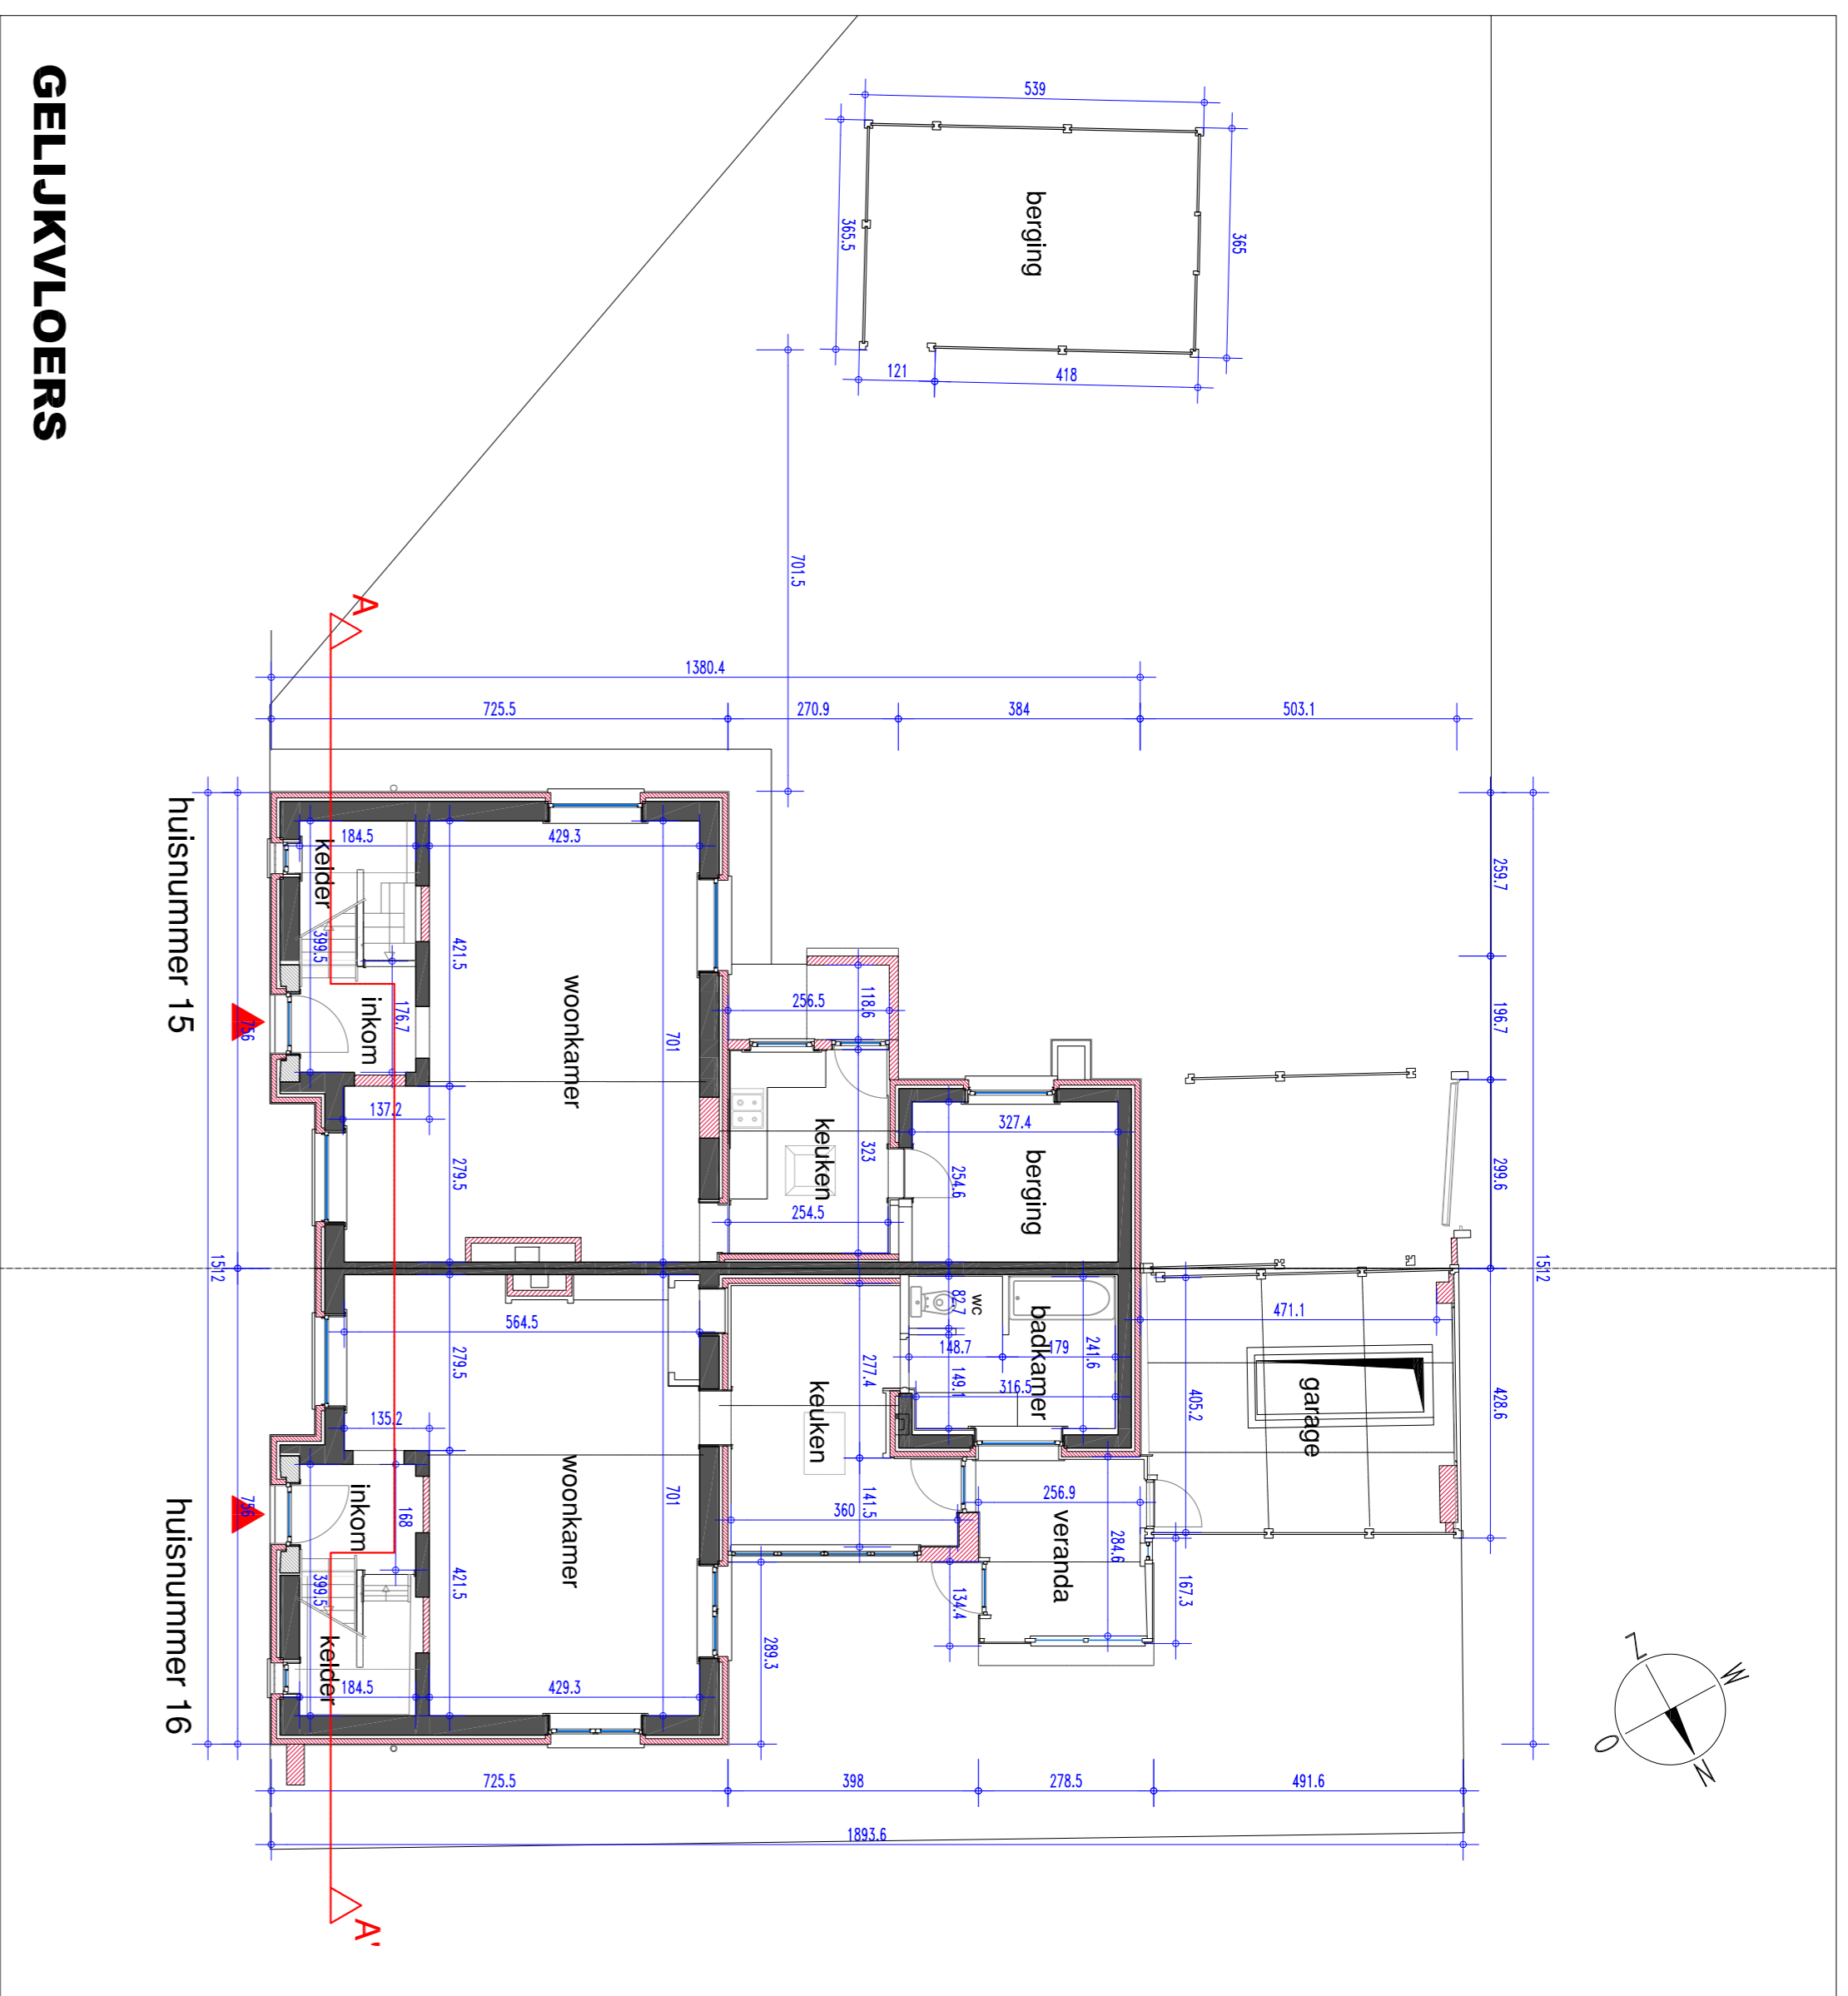 GELIJKVLOERS
539
berging
365.5
365
121
418
701.5
A
1380.4
725.5
270.9
384
503.1
huisnummer 15
1512
756
kelder
184.5
399.5
429.3
421.5
inkom
176.7
woonkamer
701
137.2
279.5
256.5
118.6
keuken
323
254.5
327.4
254.6
berging
259.7
196.7
299.6
1512
428.6
564.5
279.5
135.2
woonkamer
701
421.5
inkom
168
399.5
kelder
184.5
429.3
756
huisnummer 16
wc
82.7
148.7
179
badkamer
241.6
149.1
316.5
277.4
keuken
141.5
360
471.1
405.2
garage
256.9
veranda
284.6
167.3
134.4
289.3
725.5
398
278.5
491.6
1893.6
A'
Z
W
N
O